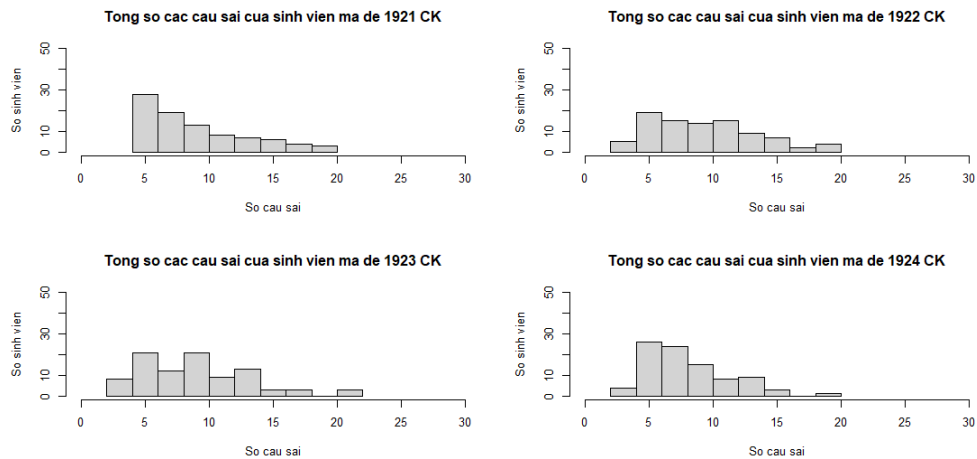 Tong so cac cau sai cua sinh vien ma de 1921 CK
So sinh vien
0 10 30 50
0 5 10 15 20 25 30
So cau sai
Tong so cac cau sai cua sinh vien ma de 1922 CK
So sinh vien
0 10 30 50
0 5 10 15 20 25 30
So cau sai
Tong so cac cau sai cua sinh vien ma de 1923 CK
So sinh vien
0 10 30 50
0 5 10 15 20 25 30
So cau sai
Tong so cac cau sai cua sinh vien ma de 1924 CK
So sinh vien
0 10 30 50
0 5 10 15 20 25 30
So cau sai